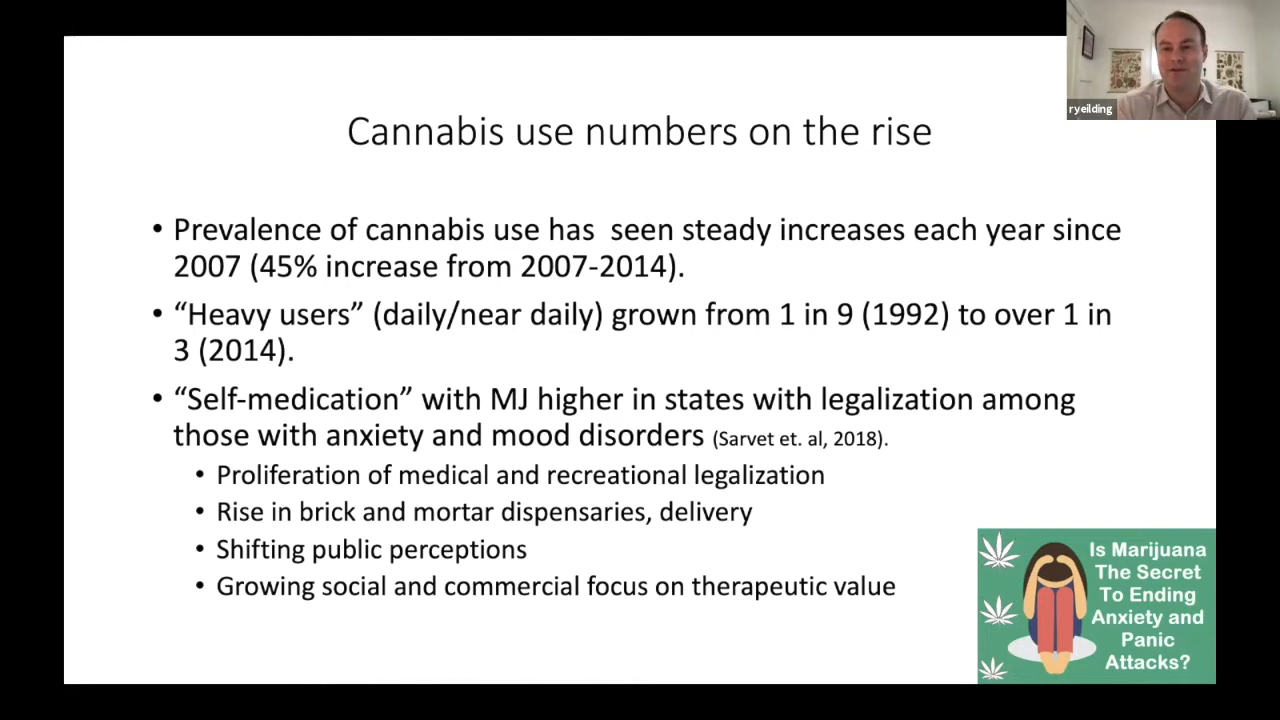 ryeilding
Cannabis use numbers on the rise
• Prevalence of cannabis use has  seen steady increases each year since
2007 (45% increase from 2007-2014).
• “Heavy users” (daily/near daily) grown from 1 in 9 (1992) to over 1 in
3 (2014).
• “Self-medication” with MJ higher in states with legalization among
those with anxiety and mood disorders (Sarvet et. al, 2018).
• Proliferation of medical and recreational legalization
• Rise in brick and mortar dispensaries, delivery
• Shifting public perceptions
• Growing social and commercial focus on therapeutic value
Is Marijuana
The Secret
To Ending
Anxiety and
Panic
Attacks?